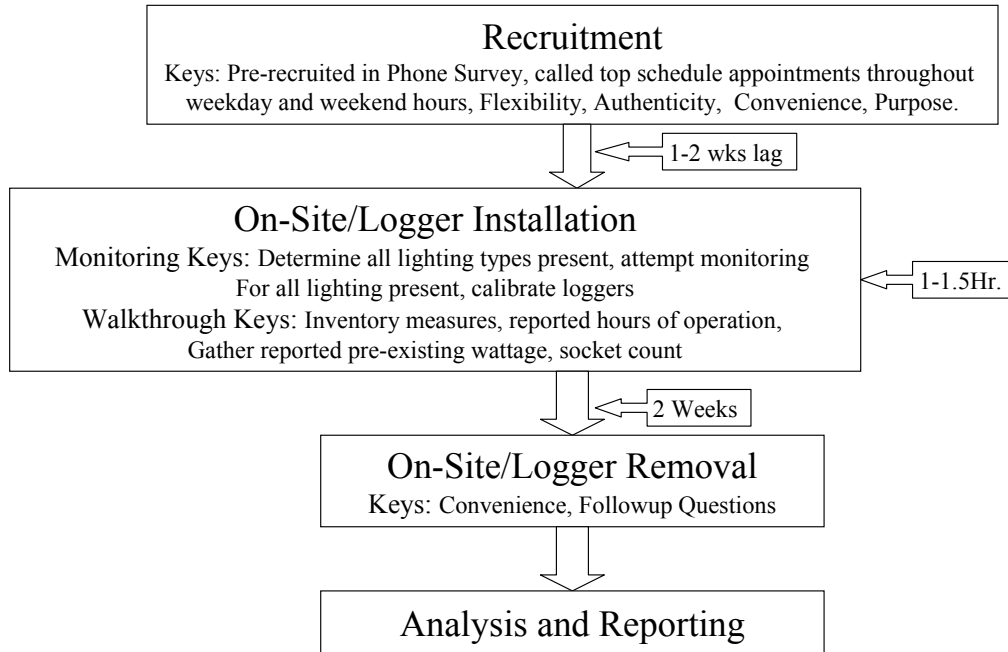 Recruitment
Keys: Pre-recruited in Phone Survey, called top schedule appointments throughout
weekday and weekend hours, Flexibility, Authenticity, Convenience, Purpose.
1-2 wks lag
On-Site/Logger Installation
Monitoring Keys: Determine all lighting types present, attempt monitoring
For all lighting present, calibrate loggers
Walkthrough Keys: Inventory measures, reported hours of operation,
Gather reported pre-existing wattage, socket count
1-1.5Hr.
2 Weeks
On-Site/Logger Removal
Keys: Convenience, Followup Questions
Analysis and Reporting